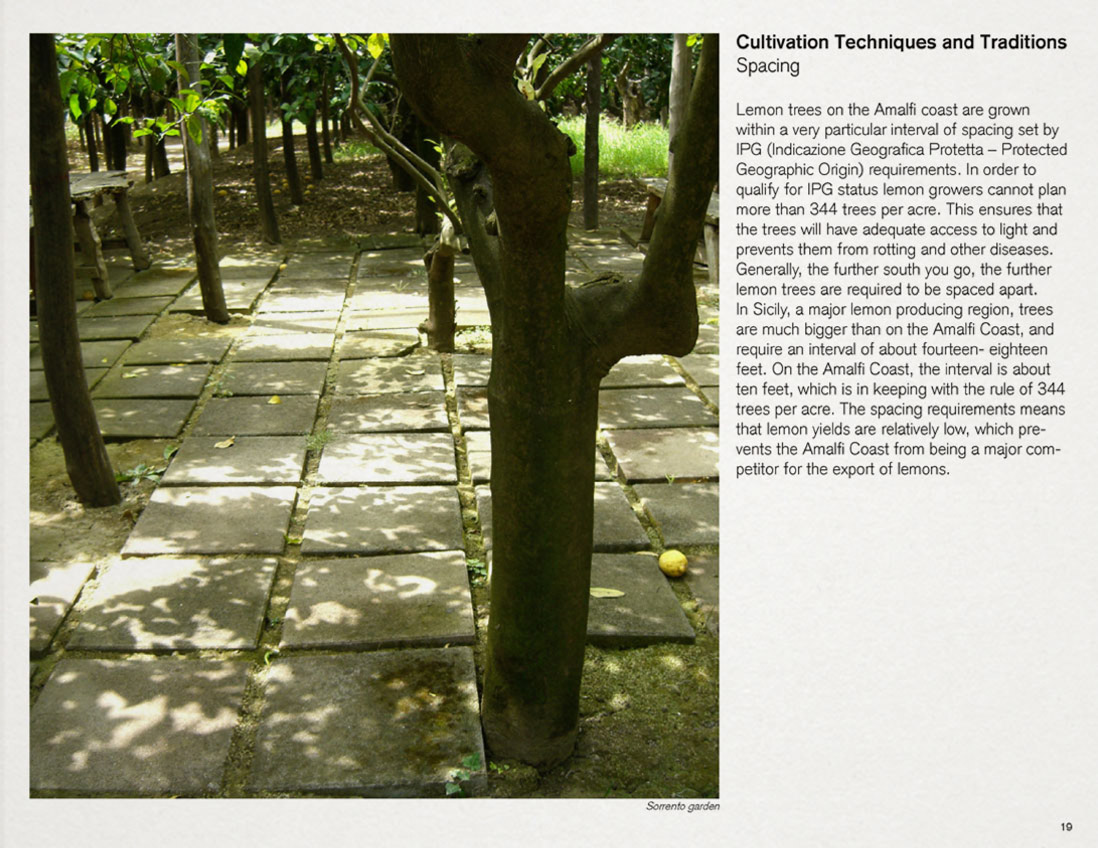 Cultivation Techniques and Traditions
Spacing
Lemon trees on the Amalfi coast are grown
within a very particular interval of spacing set by
IPG (Indicazione Geografica Protetta – Protected
Geographic Origin) requirements. In order to
qualify for IPG status lemon growers cannot plan
more than 344 trees per acre. This ensures that
the trees will have adequate access to light and
prevents them from rotting and other diseases.
Generally, the further south you go, the further
lemon trees are required to be spaced apart.
In Sicily, a major lemon producing region, trees
are much bigger than on the Amalfi Coast, and
require an interval of about fourteen- eighteen
feet. On the Amalfi Coast, the interval is about
ten feet, which is in keeping with the rule of 344
trees per acre. The spacing requirements means
that lemon yields are relatively low, which pre-
vents the Amalfi Coast from being a major com-
petitor for the export of lemons.
Sorrento garden
19